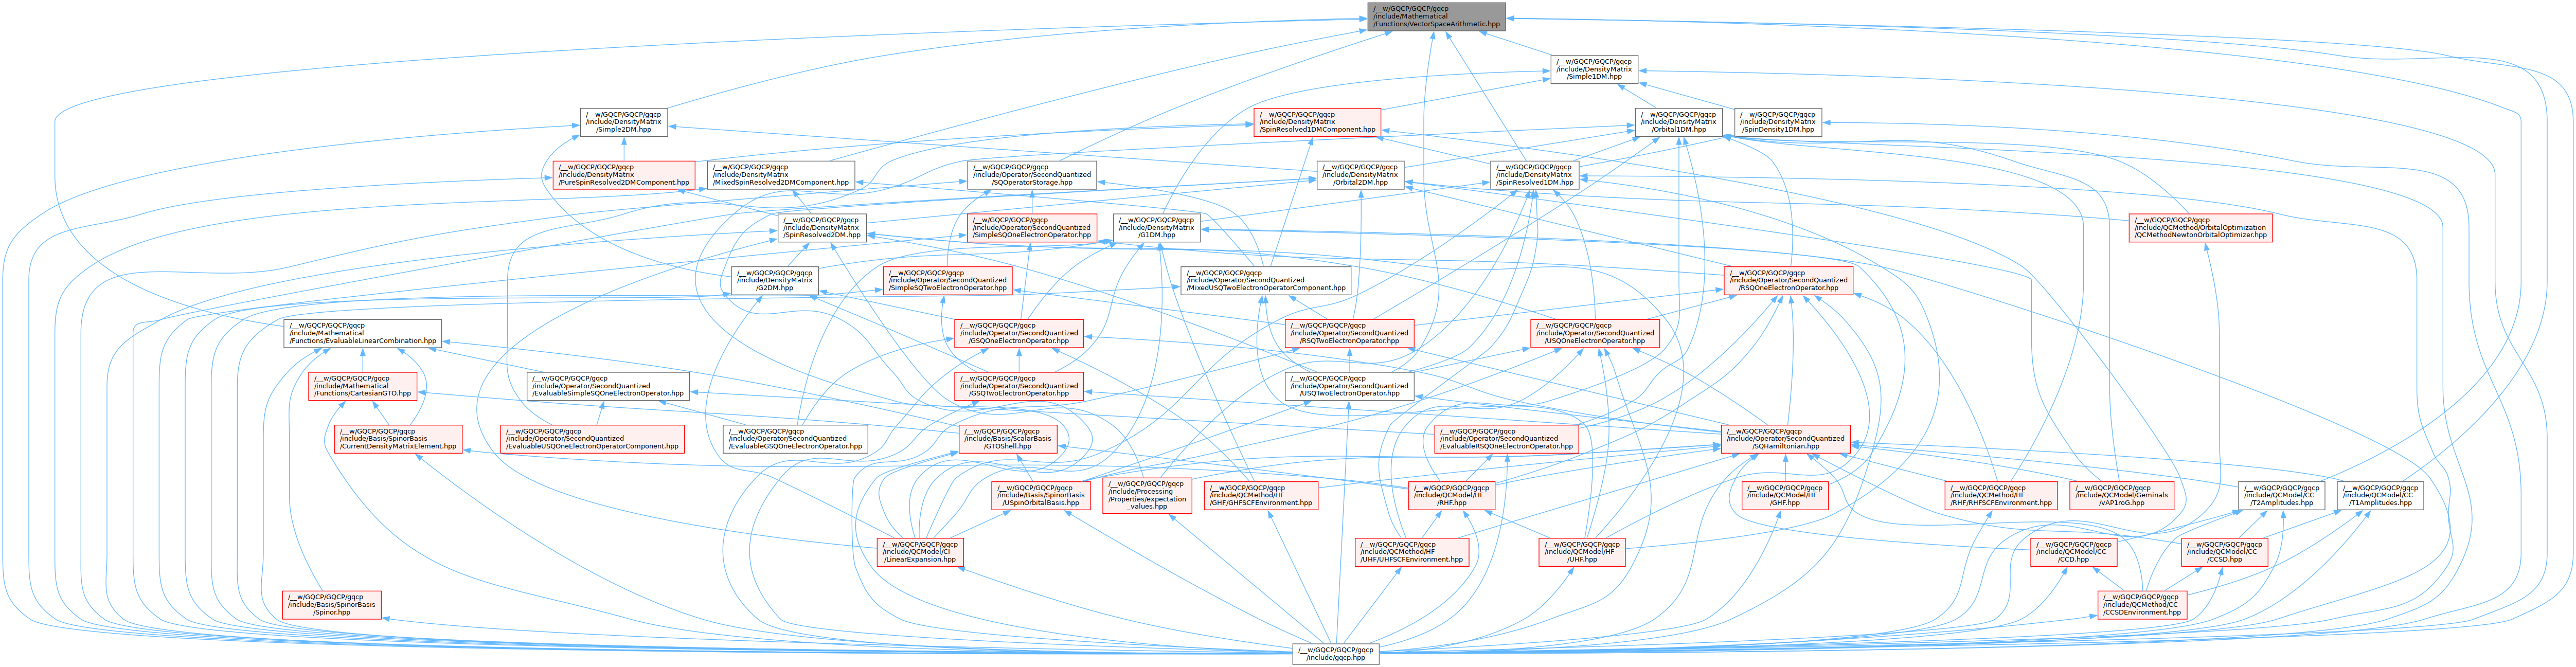 /__w/GQCP/GQCP/gqcp
/include/Mathematical
/Functions/VectorSpaceArithmetic.hpp
/__w/GQCP/GQCP/gqcp
/include/DensityMatrix
/Simple1DM.hpp
/__w/GQCP/GQCP/gqcp
/include/DensityMatrix
/Simple2DM.hpp
/__w/GQCP/GQCP/gqcp
/include/DensityMatrix
/SpinResolved1DMComponent.hpp
/__w/GQCP/GQCP/gqcp
/include/DensityMatrix
/Orbital1DM.hpp
/__w/GQCP/GQCP/gqcp
/include/DensityMatrix
/SpinDensity1DM.hpp
/__w/GQCP/GQCP/gqcp
/include/DensityMatrix
/PureSpinResolved2DMComponent.hpp
/__w/GQCP/GQCP/gqcp
/include/DensityMatrix
/MixedSpinResolved2DMComponent.hpp
/__w/GQCP/GQCP/gqcp
/include/Operator/SecondQuantized
/SQOperatorStorage.hpp
/__w/GQCP/GQCP/gqcp
/include/DensityMatrix
/Orbital2DM.hpp
/__w/GQCP/GQCP/gqcp
/include/DensityMatrix
/SpinResolved1DM.hpp
/__w/GQCP/GQCP/gqcp
/include/DensityMatrix
/SpinResolved2DM.hpp
/__w/GQCP/GQCP/gqcp
/include/Operator/SecondQuantized
/SimpleSQOneElectronOperator.hpp
/__w/GQCP/GQCP/gqcp
/include/DensityMatrix
/G1DM.hpp
/__w/GQCP/GQCP/gqcp
/include/QCMethod/OrbitalOptimization
/QCMethodNewtonOrbitalOptimizer.hpp
/__w/GQCP/GQCP/gqcp
/include/DensityMatrix
/G2DM.hpp
/__w/GQCP/GQCP/gqcp
/include/Operator/SecondQuantized
/SimpleSQTwoElectronOperator.hpp
/__w/GQCP/GQCP/gqcp
/include/Operator/SecondQuantized
/MixedUSQTwoElectronOperatorComponent.hpp
/__w/GQCP/GQCP/gqcp
/include/Operator/SecondQuantized
/RSQOneElectronOperator.hpp
/__w/GQCP/GQCP/gqcp
/include/Mathematical
/Functions/EvaluableLinearCombination.hpp
/__w/GQCP/GQCP/gqcp
/include/Operator/SecondQuantized
/GSQOneElectronOperator.hpp
/__w/GQCP/GQCP/gqcp
/include/Operator/SecondQuantized
/RSQTwoElectronOperator.hpp
/__w/GQCP/GQCP/gqcp
/include/Operator/SecondQuantized
/USQOneElectronOperator.hpp
/__w/GQCP/GQCP/gqcp
/include/Mathematical
/Functions/CartesianGTO.hpp
/__w/GQCP/GQCP/gqcp
/include/Operator/SecondQuantized
/EvaluableSimpleSQOneElectronOperator.hpp
/__w/GQCP/GQCP/gqcp
/include/Operator/SecondQuantized
/GSQTwoElectronOperator.hpp
/__w/GQCP/GQCP/gqcp
/include/Operator/SecondQuantized
/USQTwoElectronOperator.hpp
/__w/GQCP/GQCP/gqcp
/include/Basis/SpinorBasis
/CurrentDensityMatrixElement.hpp
/__w/GQCP/GQCP/gqcp
/include/Operator/SecondQuantized
/EvaluableUSQOneElectronOperatorComponent.hpp
/__w/GQCP/GQCP/gqcp
/include/Operator/SecondQuantized
/EvaluableGSQOneElectronOperator.hpp
/__w/GQCP/GQCP/gqcp
/include/Basis/ScalarBasis
/GTOShell.hpp
/__w/GQCP/GQCP/gqcp
/include/Operator/SecondQuantized
/EvaluableRSQOneElectronOperator.hpp
/__w/GQCP/GQCP/gqcp
/include/Operator/SecondQuantized
/SQHamiltonian.hpp
/__w/GQCP/GQCP/gqcp
/include/Basis/SpinorBasis
/USpinOrbitalBasis.hpp
/__w/GQCP/GQCP/gqcp
/include/Processing
/Properties/expectation
_values.hpp
/__w/GQCP/GQCP/gqcp
/include/QCMethod/HF
/GHF/GHFSCFEnvironment.hpp
/__w/GQCP/GQCP/gqcp
/include/QCModel/HF
/RHF.hpp
/__w/GQCP/GQCP/gqcp
/include/QCModel/HF
/GHF.hpp
/__w/GQCP/GQCP/gqcp
/include/QCMethod/HF
/RHF/RHFSCFEnvironment.hpp
/__w/GQCP/GQCP/gqcp
/include/QCModel/Geminals
/vAP1roG.hpp
/__w/GQCP/GQCP/gqcp
/include/QCModel/CC
/T2Amplitudes.hpp
/__w/GQCP/GQCP/gqcp
/include/QCModel/CC
/T1Amplitudes.hpp
/__w/GQCP/GQCP/gqcp
/include/QCModel/CI
/LinearExpansion.hpp
/__w/GQCP/GQCP/gqcp
/include/QCMethod/HF
/UHF/UHFSCFEnvironment.hpp
/__w/GQCP/GQCP/gqcp
/include/QCModel/HF
/UHF.hpp
/__w/GQCP/GQCP/gqcp
/include/QCModel/CC
/CCD.hpp
/__w/GQCP/GQCP/gqcp
/include/QCModel/CC
/CCSD.hpp
/__w/GQCP/GQCP/gqcp
/include/Basis/SpinorBasis
/Spinor.hpp
/__w/GQCP/GQCP/gqcp
/include/QCMethod/CC
/CCSDEnvironment.hpp
/__w/GQCP/GQCP/gqcp
/include/gqcp.hpp